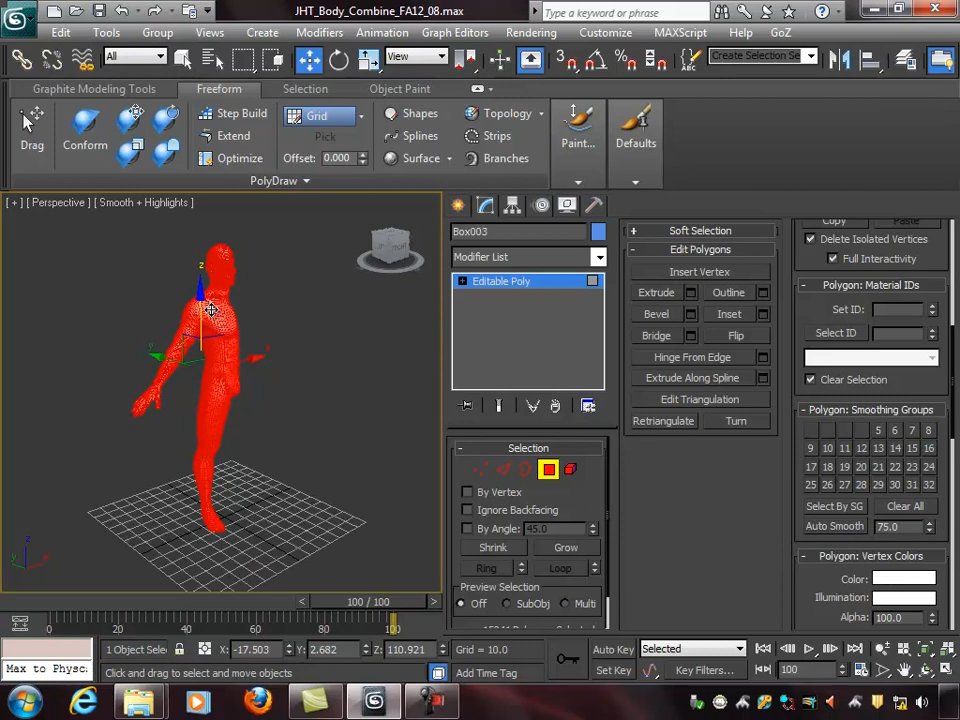 JHT_Body_Combine_FA12_08.max
Type a keyword or phrase
Edit Tools Group Views Create Modifiers Animation Graph Editors Rendering Customize MAXScript Help GoZ
All
View
3
Create Selection Se
Graphite Modeling Tools Freeform Selection Object Paint
Drag
Conform
Step Build
Extend
Optimize
Grid
Pick
Offset: 0.000
Shapes
Splines
Surface
Topology
Strips
Branches
Paint...
Defaults
PolyDraw
[ + ] [ Perspective ] [ Smooth + Highlights ]
z
y
x
Box003
Modifier List
Editable Poly
Selection
By Vertex
Ignore Backfacing
By Angle: 45.0
Shrink Grow
Ring Loop
Preview Selection
Off SubObj Multi
Soft Selection
Edit Polygons
Insert Vertex
Extrude Outline
Bevel Inset
Bridge Flip
Hinge From Edge
Extrude Along Spline
Edit Triangulation
Retriangulate Turn
Copy Paste
Delete Isolated Vertices
Full Interactivity
Polygon: Material IDs
Set ID:
Select ID
Clear Selection
Polygon: Smoothing Groups
5 6 7 8
9 10 11 12 13 14 15 16
17 18 19 20 21 22 23 24
25 26 27 28 29 30 31 32
Select By SG Clear All
Auto Smooth 75.0
Polygon: Vertex Colors
Color:
Illumination:
Alpha: 100.0
z
y
x
< 100 / 100 >
0 20 40 60 80 100
1 Object Selec X: -17.503 Y: 2.682 Z: 110.921 Grid = 10.0
Auto Key Selected
Max to Physc
Click and drag to select and move objects
Add Time Tag
Set Key
Key Filters...
100